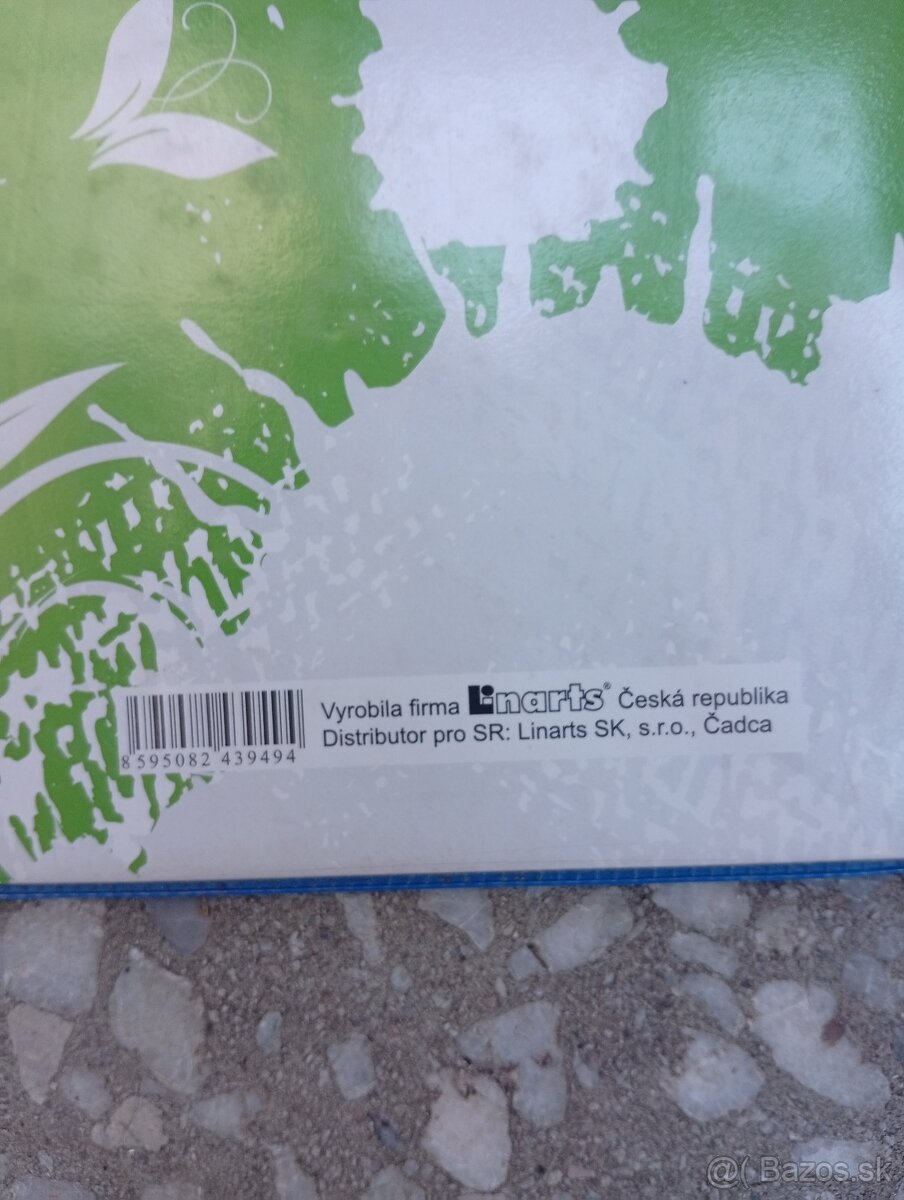 Vyrobila firma Linarts® Česká republika
Distributor pro SR: Linarts SK, s.r.o., Čadca
8 595082 439494
@( Bazos.sk